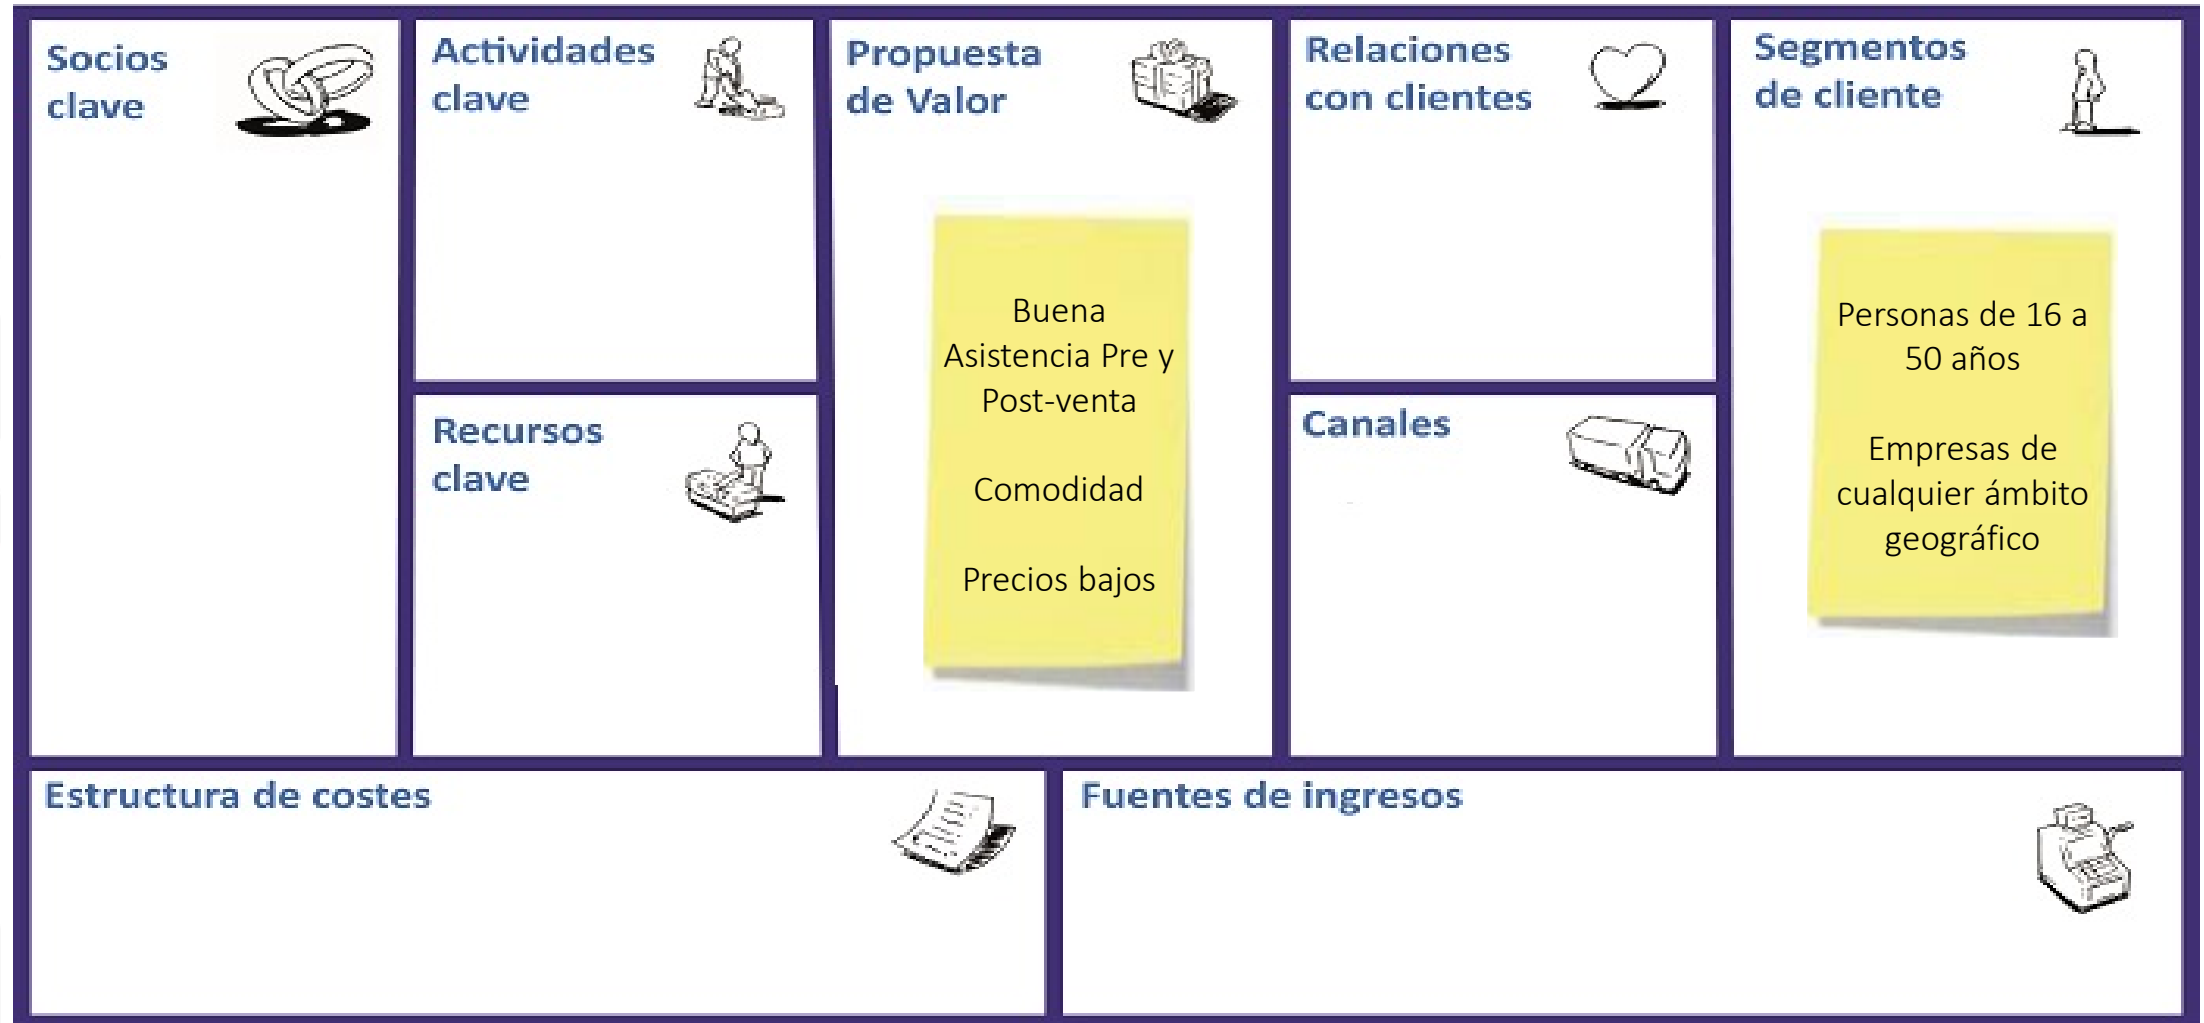 Socios
clave
Actividades
clave
Recursos
clave
Propuesta
de Valor
Buena
Asistencia Pre y
Post-venta
Comodidad
Precios bajos
Relaciones
con clientes
Canales
Segmentos
de cliente
Personas de 16 a
50 años
Empresas de
cualquier ámbito
geográfico
Estructura de costes
Fuentes de ingresos